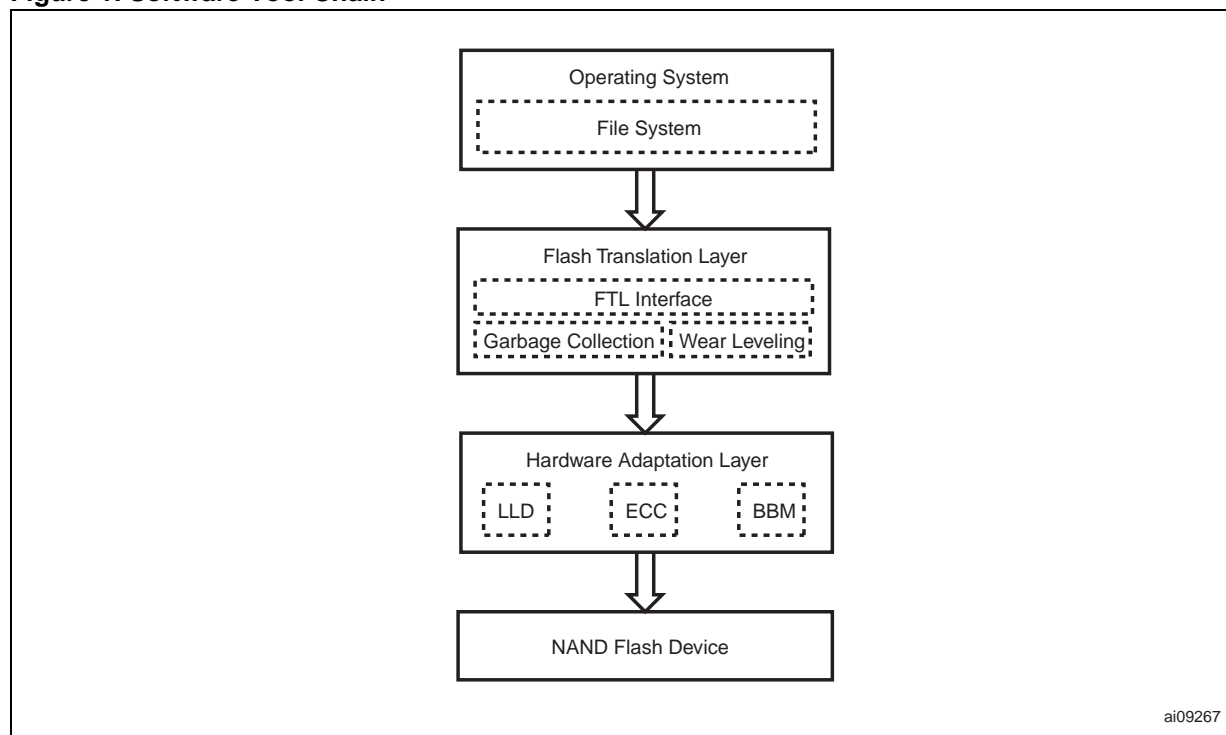 Operating System
File System
Flash Translation Layer
FTL Interface
Garbage Collection
Wear Leveling
Hardware Adaptation Layer
LLD
ECC
BBM
NAND Flash Device
ai09267